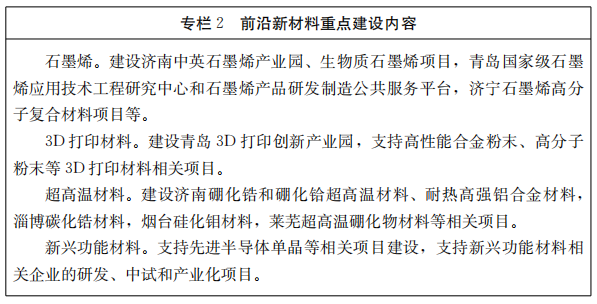 专栏2 前沿新材料重点建设内容
石墨烯。建设济南中英石墨烯产业园、生物质石墨烯项目，青岛国家级石墨
烯应用技术工程研究中心和石墨烯产品研发制造公共服务平台，济宁石墨烯高分
子复合材料项目等。
3D打印材料。建设青岛3D打印创新产业园，支持高性能合金粉末、高分子
粉末等3D打印材料相关项目。
超高温材料。建设济南硼化锆和硼化铪超高温材料、耐热高强铝合金材料，
淄博碳化锆材料，烟台硅化钼材料，莱芜超高温硼化物材料等相关项目。
新兴功能材料。支持先进半导体单晶等相关项目建设，支持新兴功能材料相
关企业的研发、中试和产业化项目。